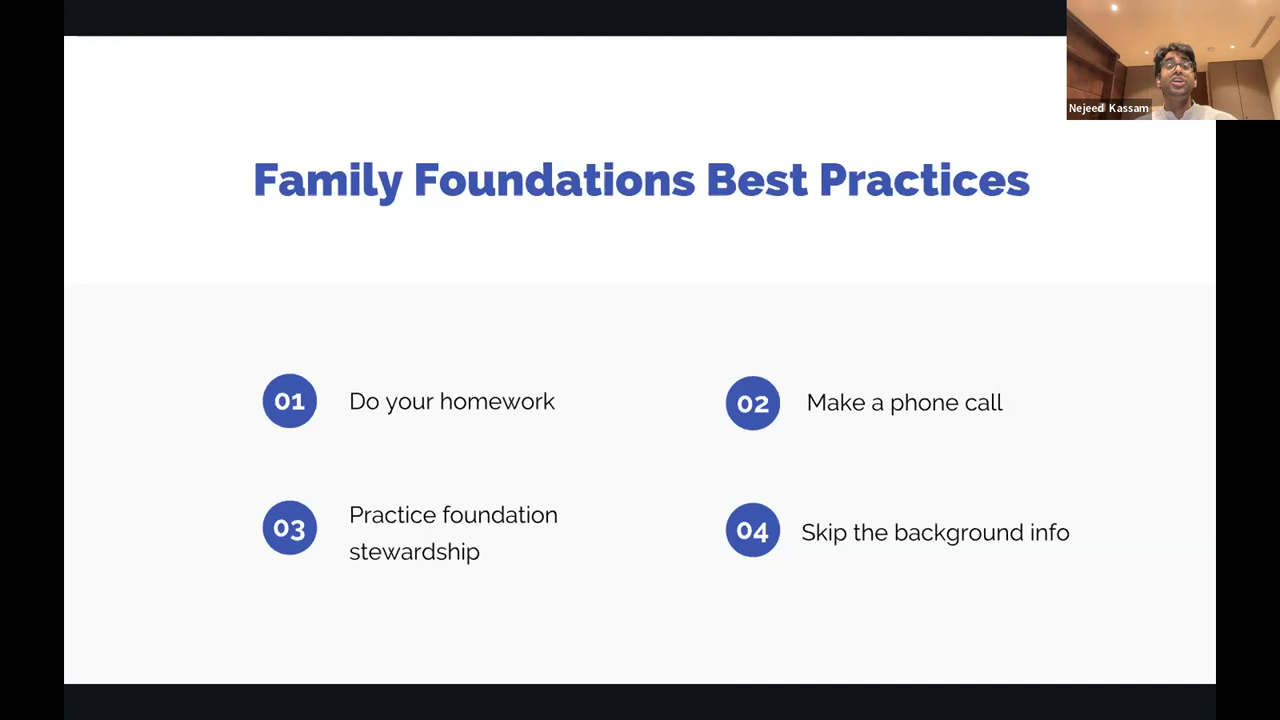 Nejeed Kassam
Family Foundations Best Practices
01 Do your homework
02 Make a phone call
03 Practice foundation
stewardship
04 Skip the background info